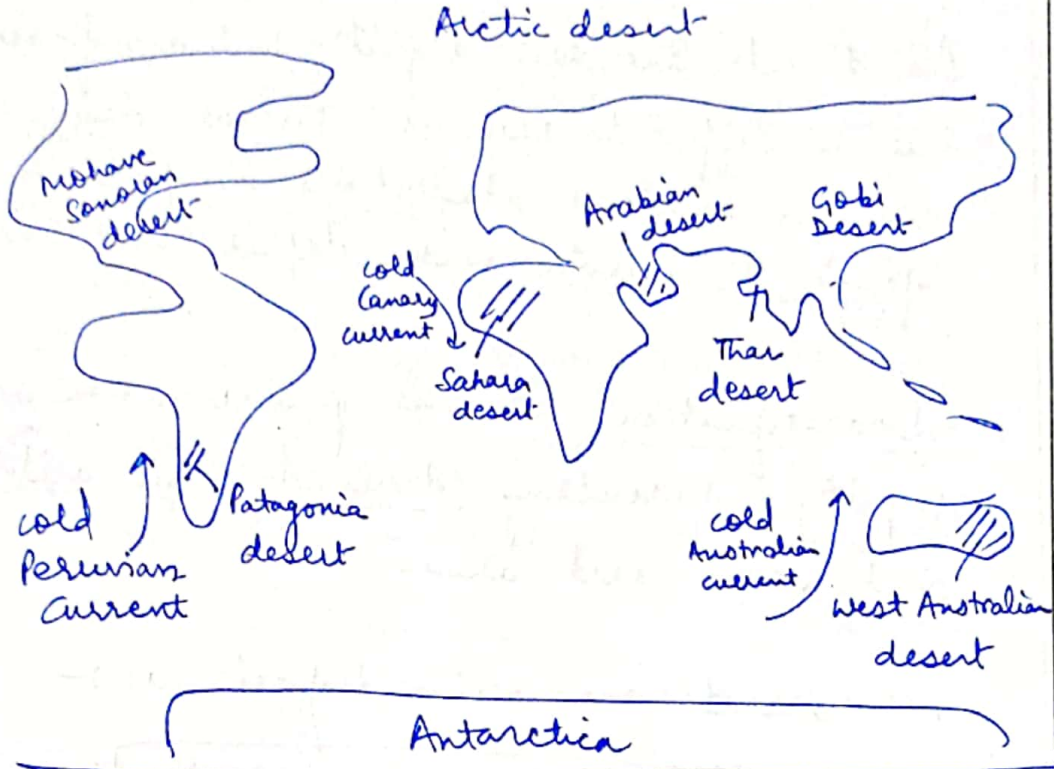 Arctic desert
Mohave
Sonoran
desert
Arabian
desert
Gobi
Desert
cold
Canary
current
Sahara
desert
Thar
desert
cold
Peruvian
Current
Patagonia
desert
cold
Australian
current
West Australian
desert
Antarctica